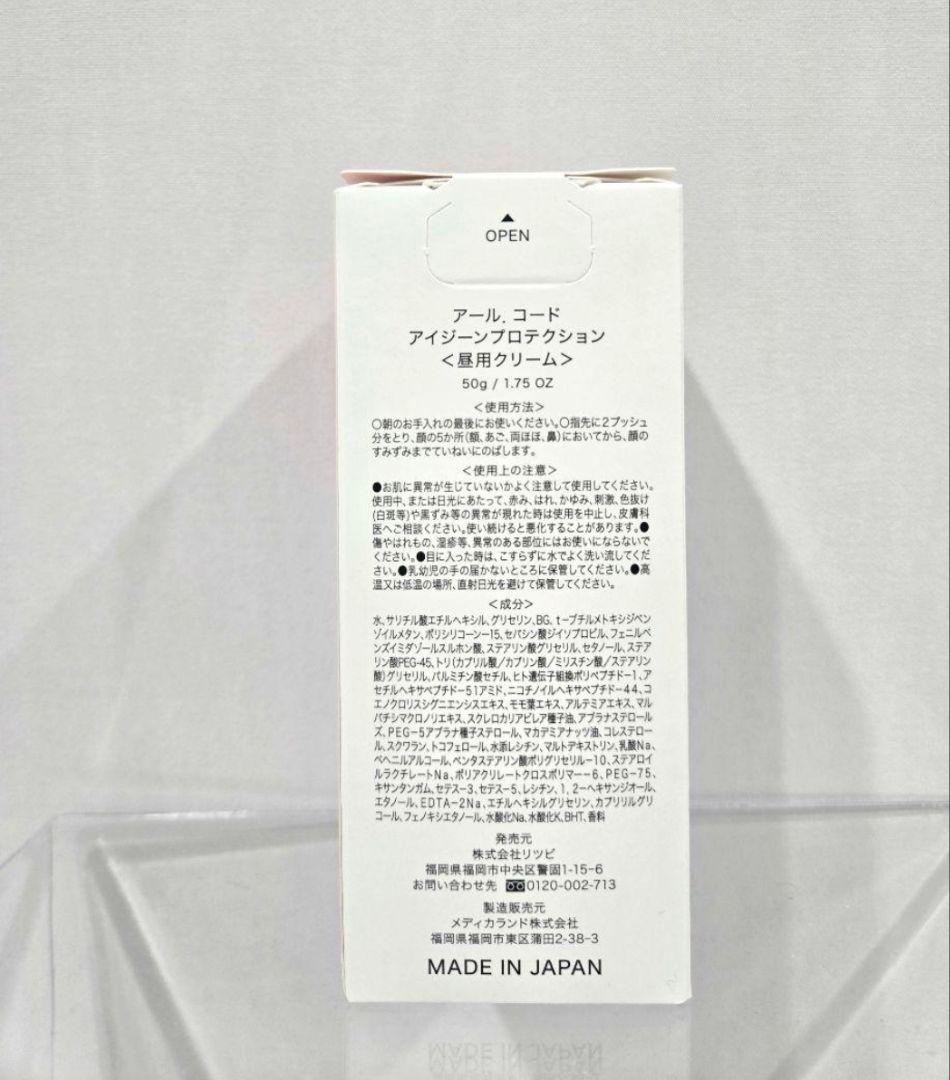 ▲
OPEN
アール. コード
アイジーンプロテクション
＜昼用クリーム＞
50g / 1.75 OZ
＜使用方法＞
〇朝のお手入れの最後にお使いください。〇指先に2プッシュ
分をとり、顔の5か所(額、あご、両ほほ、鼻)においてから、顔の
すみずみまでていねいにのばします。
＜使用上の注意＞
●お肌に異常が生じていないかよく注意して使用してください。
使用中、または日光にあたって、赤み、はれ、かゆみ、刺激、色抜け
(白斑等)や黒ずみ等の異常が現れた時は使用を中止し、皮膚科
医へご相談ください。使い続けると悪化することがあります。●
傷やはれもの、湿疹等、異常のある部位にはお使いにならないで
ください。●目に入った時は、こすらずに水でよく洗い流してくだ
さい。●乳幼児の手の届かないところに保管してください。●高
温又は低温の場所、直射日光を避けて保管してください。
＜成分＞
水、サリチル酸エチルヘキシル、グリセリン、BG、t-ブチルメトキシジベン
ゾイルメタン、ポリシリコーン-15、セバシン酸ジイソプロピル、フェニルベ
ンズイミダゾールスルホン酸、ステアリン酸グリセリル、セタノール、ステア
リン酸PEG-45、トリ(カプリル酸／カプリン酸／ミリスチン酸／ステアリン
酸)グリセリル、パルミチン酸セチル、ヒト遺伝子組換ポリペプチド-1、ア
セチルヘキサペプチド-51アミド、ニコチノイルヘキサペプチド-44、コ
エノクロリスシグニエンシスエキス、モモ葉エキス、アルテミアエキス、マル
バチシマクロノリエキス、スクレロカリアビレア種子油、アブラナステロール
ズ、PEG-5アブラナ種子ステロール、マカデミアナッツ油、コレステロー
ル、スクワラン、トコフェロール、水添レシチン、マルトデキストリン、乳酸Na、
ベヘニルアルコール、ペンタステアリン酸ポリグリセリル-10、ステアロイ
ルラクチレートNa、ポリアクリレートクロスポリマー-6、PEG-75、
キサンタンガム、セテス-3、セテス-5、レシチン、1, 2-ヘキサンジオール、
エタノール、EDTA-2Na、エチルヘキシルグリセリン、カプリリルグリ
コール、フェノキシエタノール、水酸化Na、水酸化K、BHT、香料
発売元
株式会社リツビ
福岡県福岡市中央区警固1-15-6
お問い合わせ先 0120-002-713
製造販売元
メディカランド株式会社
福岡県福岡市東区蒲田2-38-3
MADE IN JAPAN